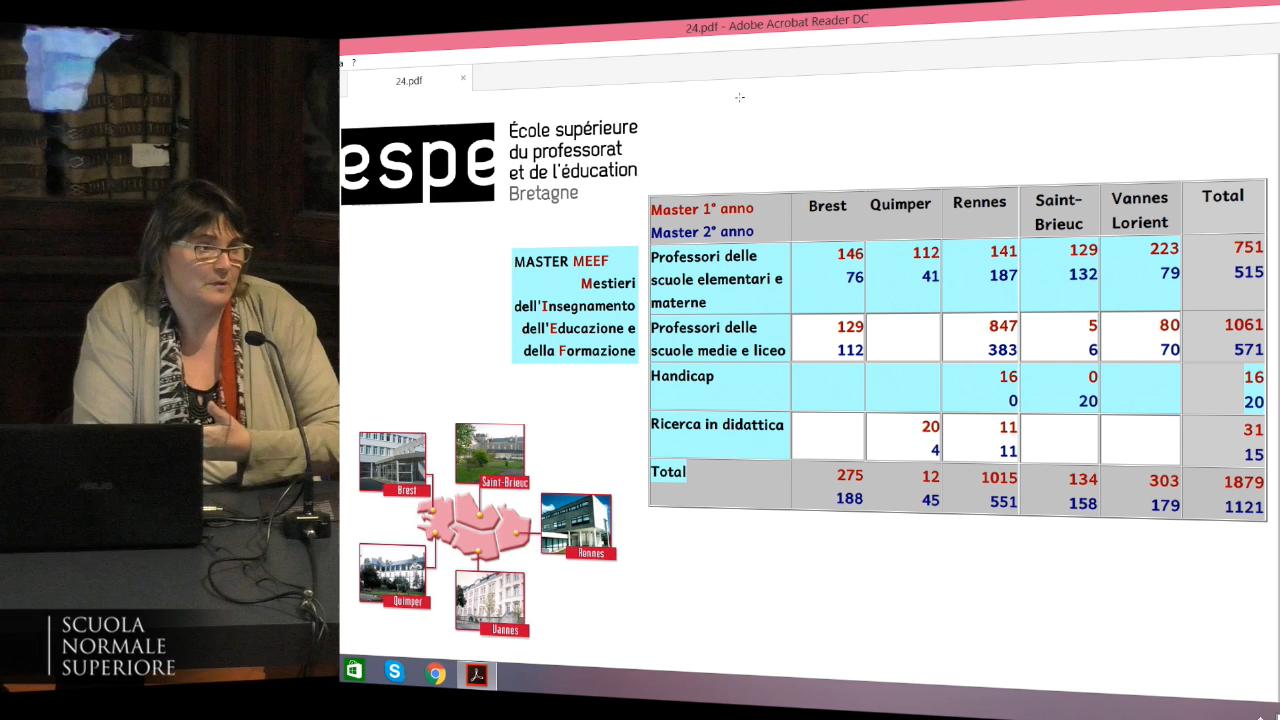 24.pdf - Adobe Acrobat Reader DC
a ?
24.pdf ×
espe
École supérieure
du professorat
et de l'éducation
Bretagne
MASTER MEEF
Mestieri
dell'Insegnamento
dell'Educazione e
della Formazione
Brest
Saint-Brieuc
Rennes
Quimper
Vannes
Master 1° anno
Master 2° anno
Brest Quimper Rennes Saint-Brieuc Vannes Lorient Total
Professori delle
scuole elementari e
materne
146 112 141 129 223 751
76 41 187 132 79 515
Professori delle
scuole medie e liceo
129 847 5 80 1061
112 383 6 70 571
Handicap
16 0 16
0 20 20
Ricerca in didattica
20 11 31
4 11 15
Total
275 12 1015 134 303 1879
188 45 551 158 179 1121
SCUOLA
NORMALE
SUPERIORE